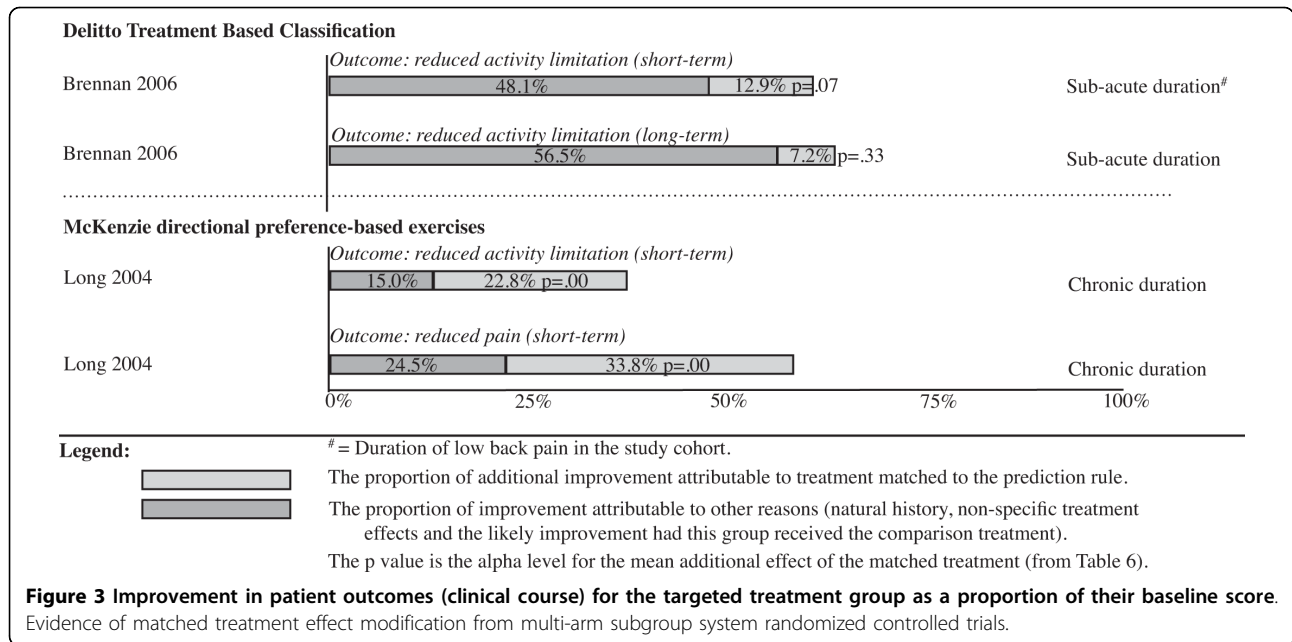 Delitto Treatment Based Classification
Outcome: reduced activity limitation (short-term)
Brennan 2006 48.1% 12.9% p=.07 Sub-acute duration#
Outcome: reduced activity limitation (long-term)
Brennan 2006 56.5% 7.2% p=.33 Sub-acute duration
McKenzie directional preference-based exercises
Outcome: reduced activity limitation (short-term)
Long 2004 15.0% 22.8% p=.00 Chronic duration
Outcome: reduced pain (short-term)
Long 2004 24.5% 33.8% p=.00 Chronic duration
0% 25% 50% 75% 100%
Legend: # = Duration of low back pain in the study cohort.
The proportion of additional improvement attributable to treatment matched to the prediction rule.
The proportion of improvement attributable to other reasons (natural history, non-specific treatment
effects and the likely improvement had this group received the comparison treatment).
The p value is the alpha level for the mean additional effect of the matched treatment (from Table 6).
Figure 3 Improvement in patient outcomes (clinical course) for the targeted treatment group as a proportion of their baseline score.
Evidence of matched treatment effect modification from multi-arm subgroup system randomized controlled trials.